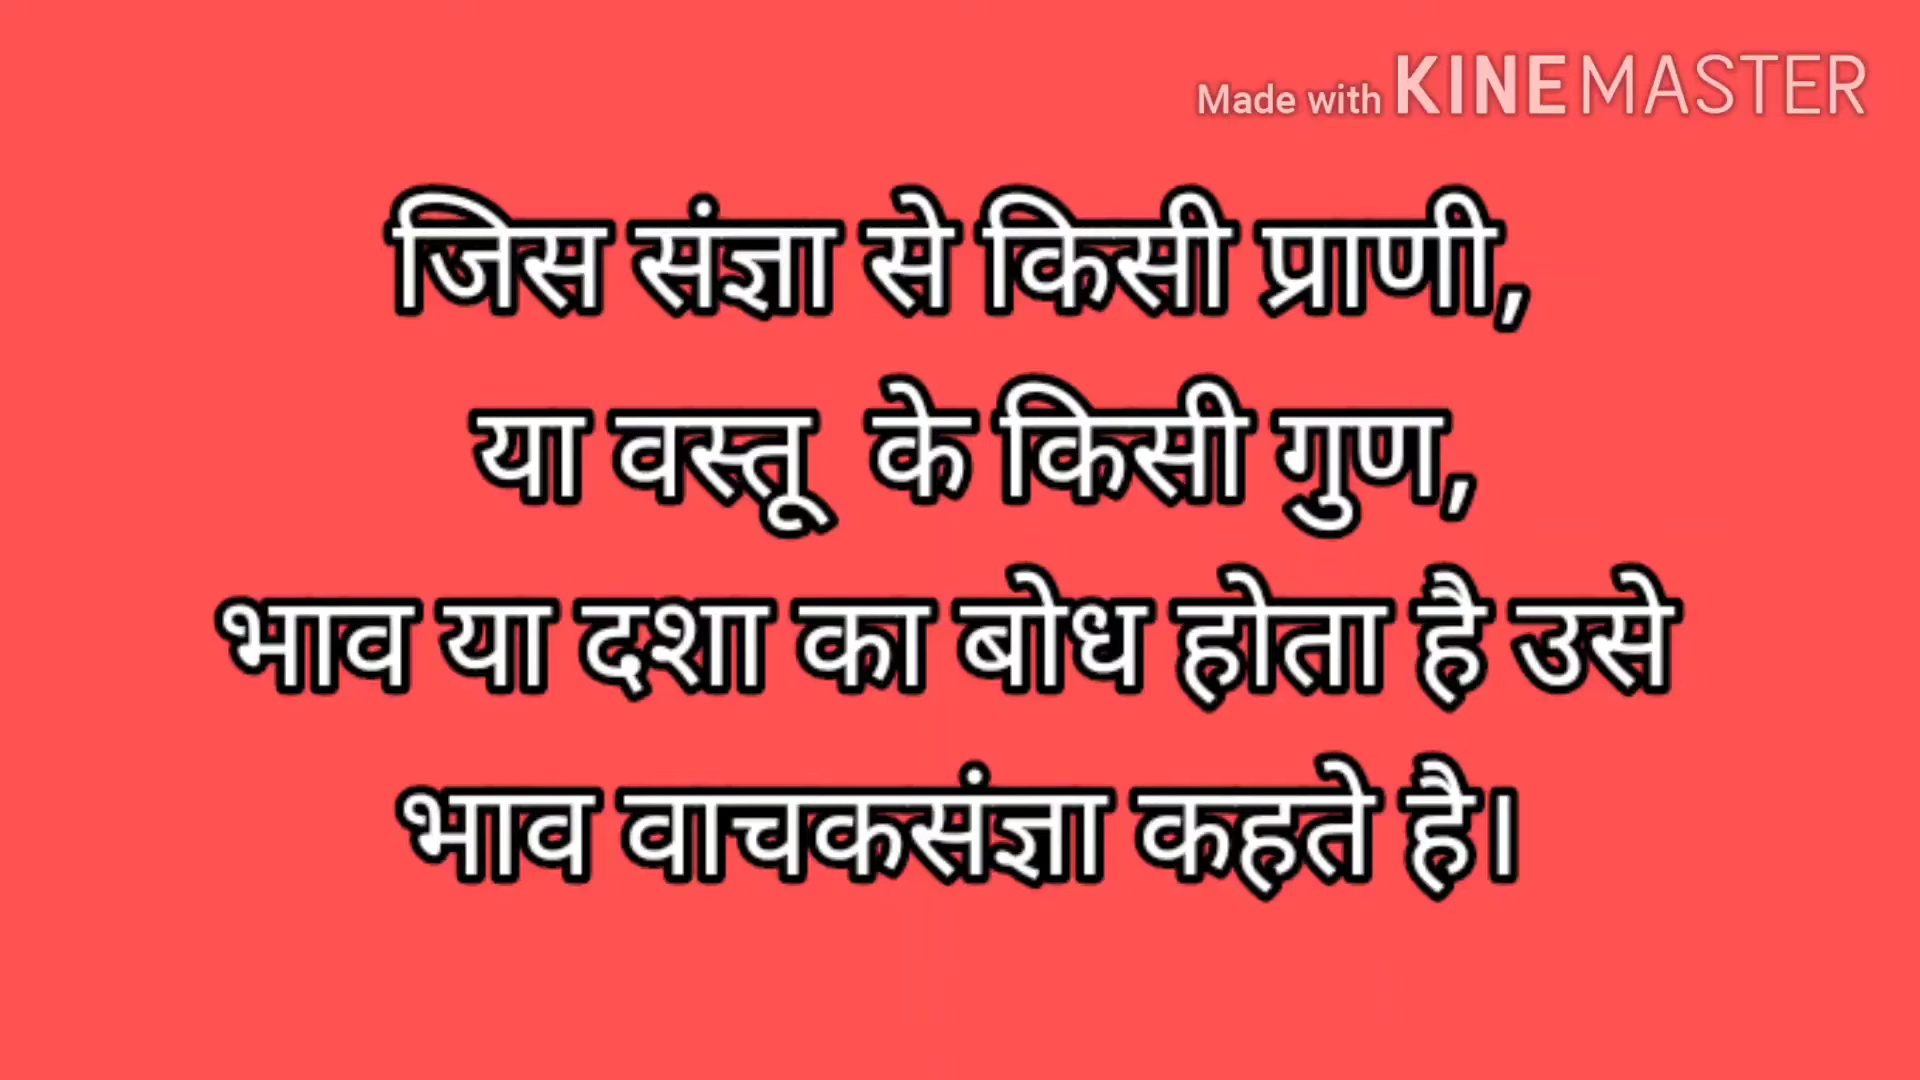 Made with KINEMASTER
जिस संज्ञा से किसी प्राणी,
या वस्तू के किसी गुण,
भाव या दशा का बोध होता है उसे
भाव वाचकसंज्ञा कहते है।